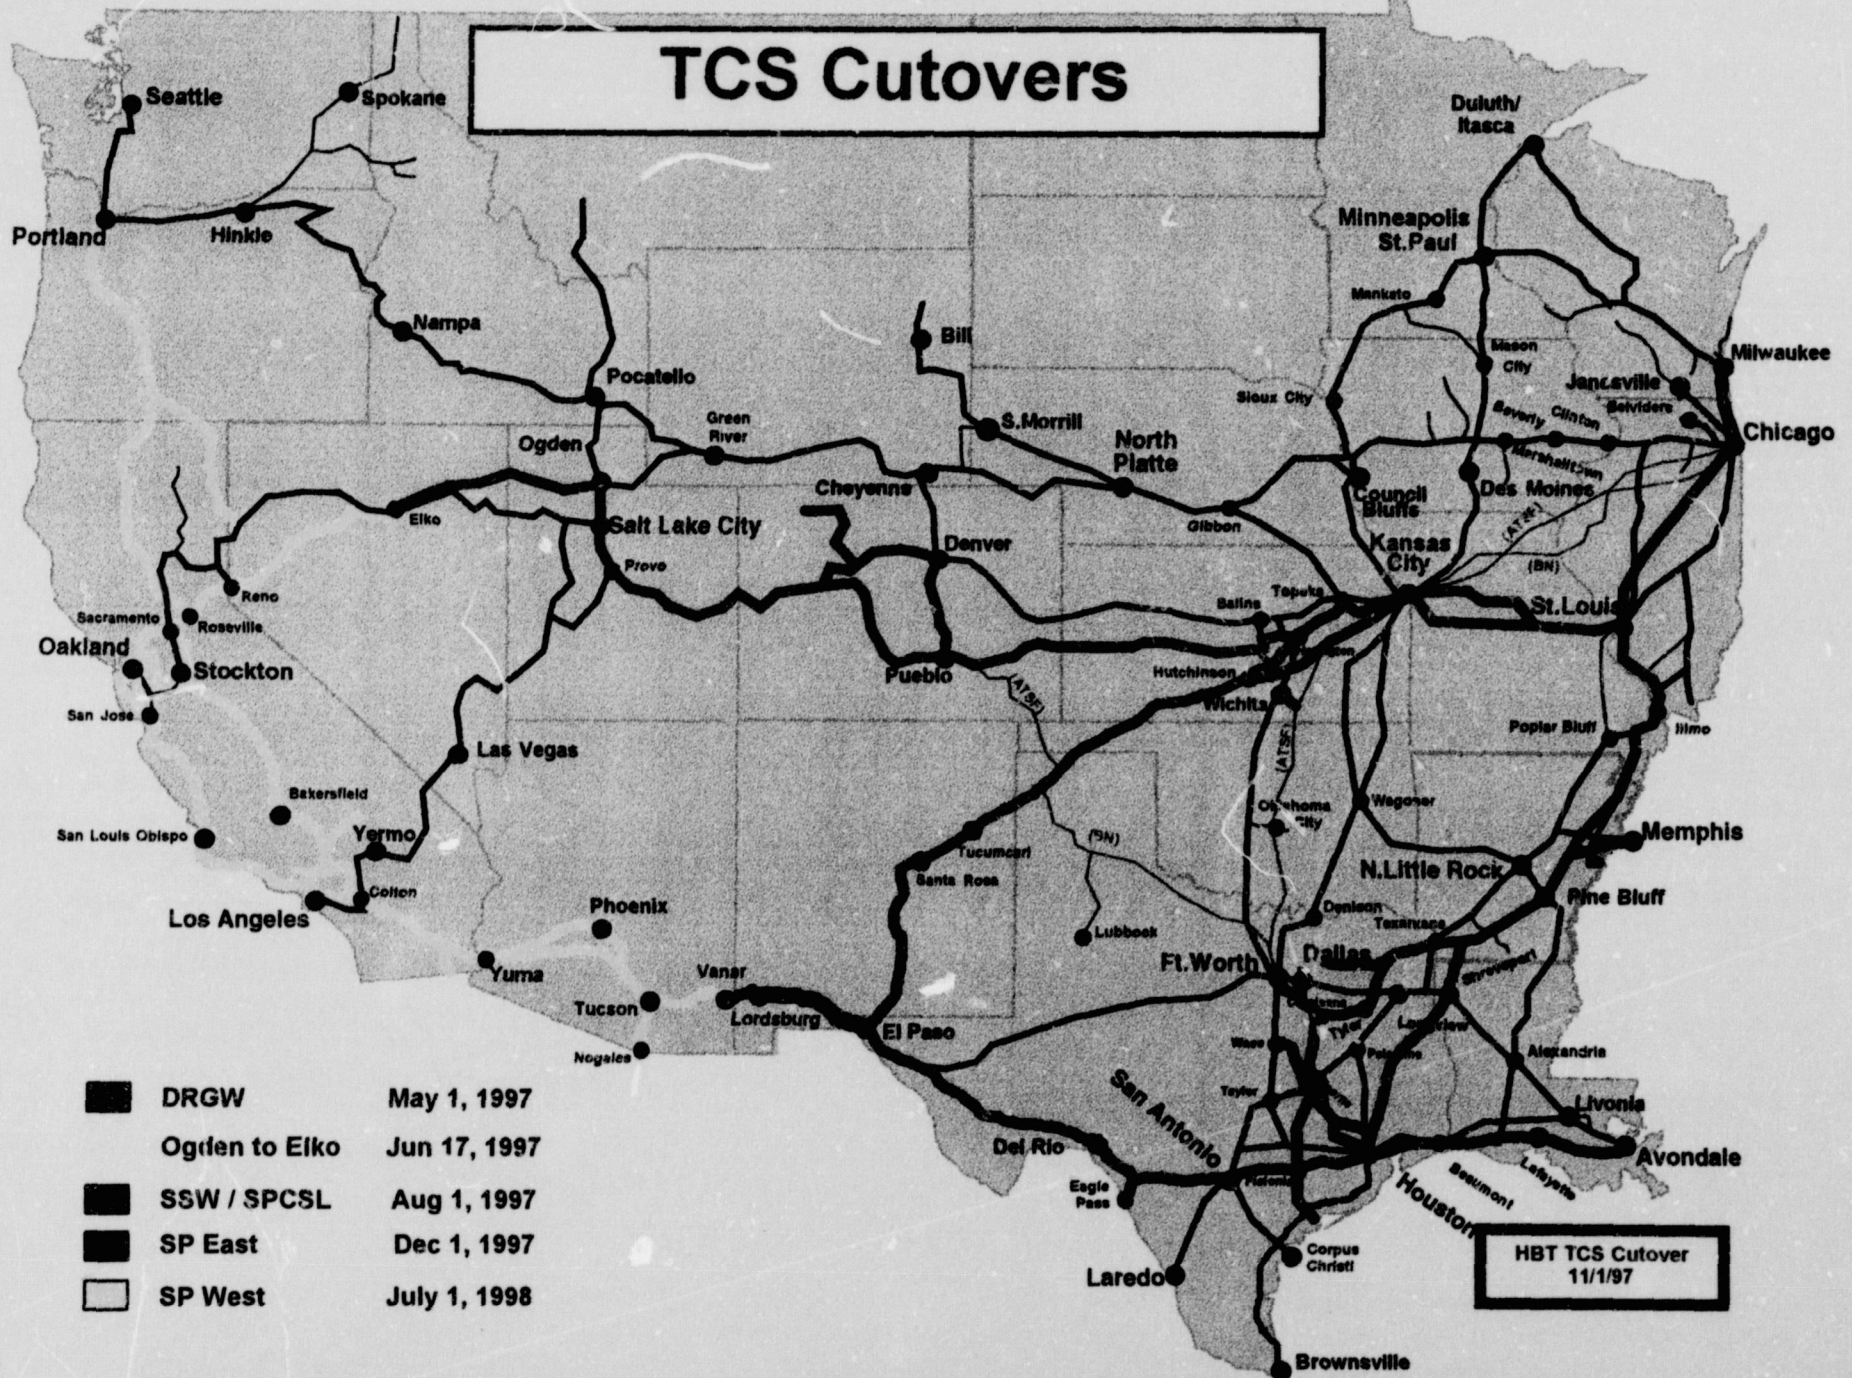 TCS Cutovers
Seattle
Spokane
Duluth/
Itasca
Portland
Hinkle
Minneapolis
St.Paul
Mankato
Nampa
Bill
Mason
City
Milwaukee
Janesville
Pocatello
Sioux City
Belvidere
Green
River
S.Morrill
Beverly
Clinton
Chicago
Ogden
North
Platte
Marshalltown
Cheyenne
Council
Bluffs
Des Moines
Elko
Salt Lake City
Gibbon
(ATSF)
Denver
Kansas
City
Provo
(BN)
Reno
Topeka
Salina
St.Louis
Sacramento
Roseville
Oakland
Stockton
Pueblo
Hutchinson
(ATSF)
Wichita
San Jose
Poplar Bluff
Illmo
Las Vegas
(ATSF)
Bakersfield
Oklahoma
City
Wagoner
San Louis Obispo
Yermo
(BN)
Memphis
Tucumcari
Santa Rosa
N.Little Rock
Colton
Pine Bluff
Los Angeles
Phoenix
Denison
Texarkana
Lubbock
Yuma
Vanar
Ft.Worth
Dallas
Shreveport
Tucson
Lordsburg
Corsicana
El Paso
Tyler
Longview
Nogales
Waco
Palestine
Alexandria
San Antonio
Taylor
Livonia
Del Rio
Avondale
Eagle
Pass
Flatonia
Beaumont
Lafayette
Houston
Corpus
Christi
Laredo
Brownsville
DRGW May 1, 1997
Ogden to Elko Jun 17, 1997
SSW / SPCSL Aug 1, 1997
SP East Dec 1, 1997
SP West July 1, 1998
HBT TCS Cutover
11/1/97